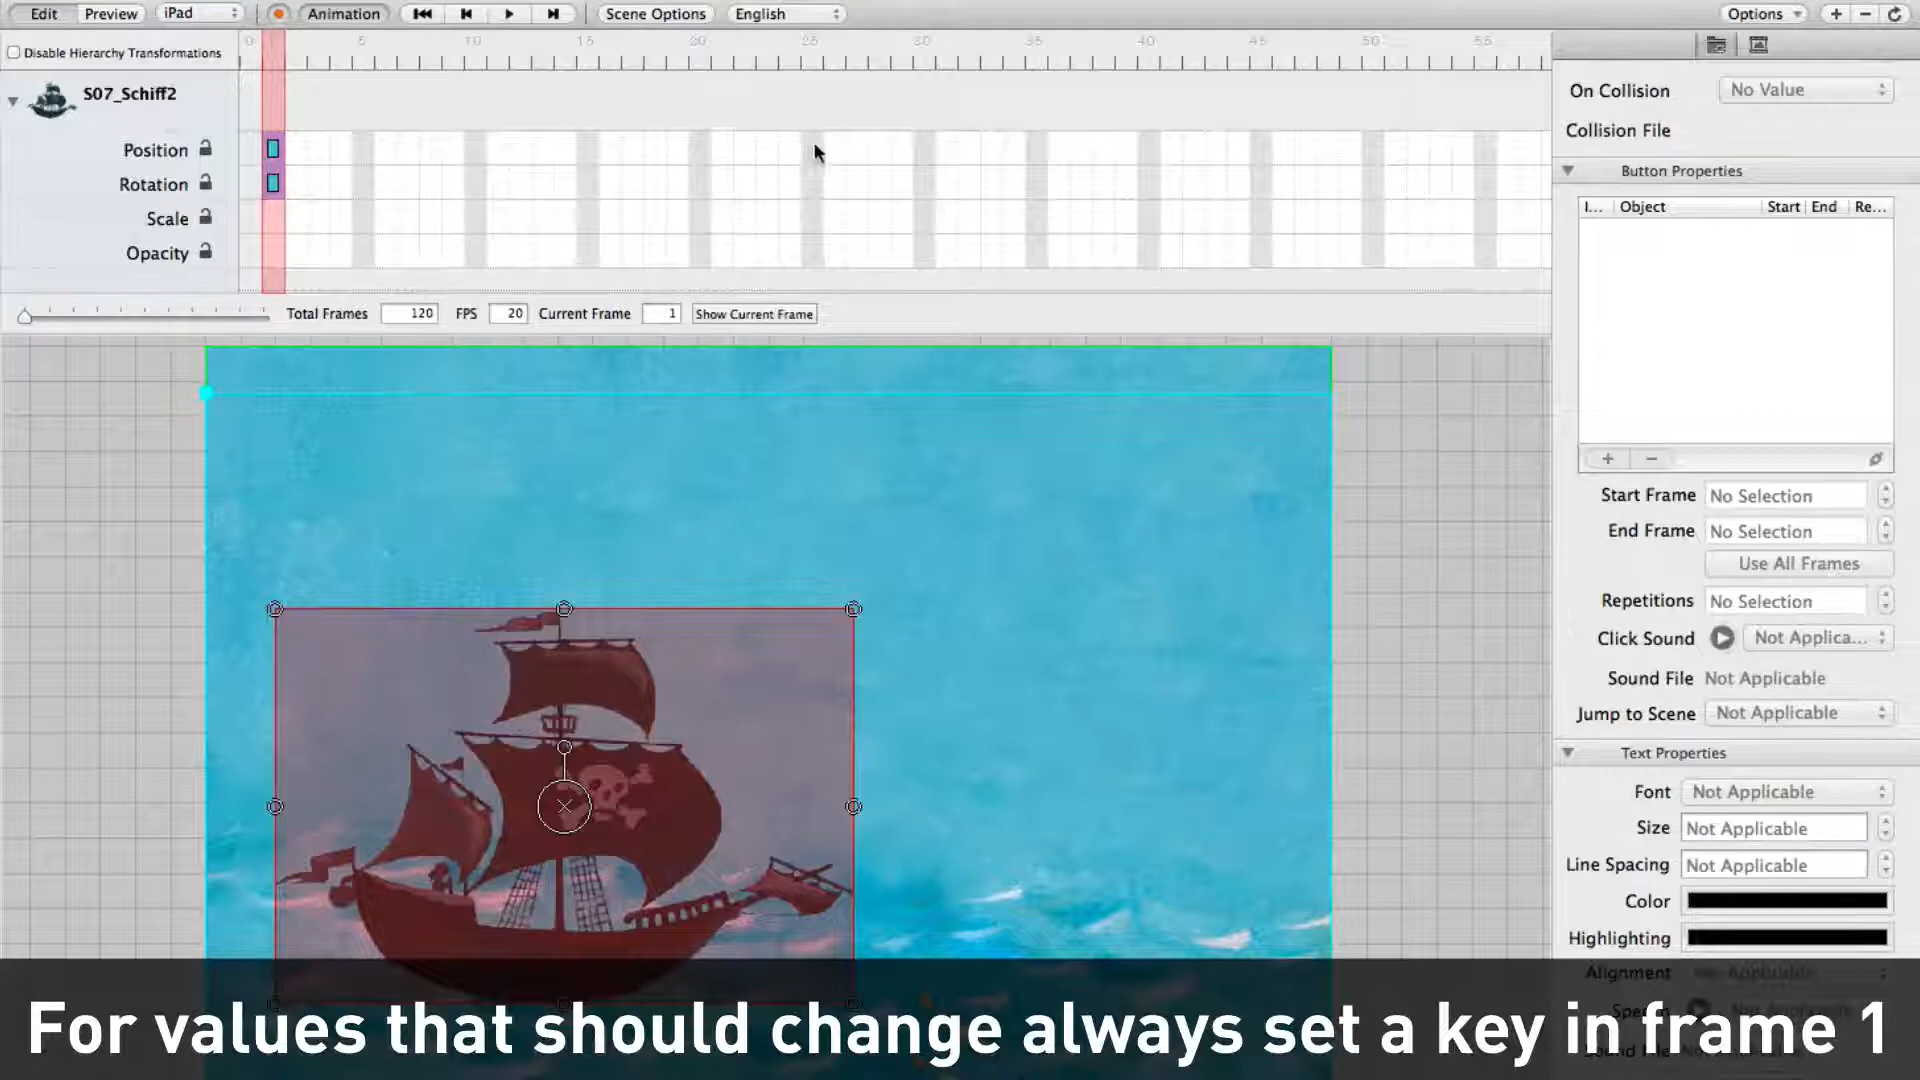 Edit Preview iPad Animation Scene Options English Options
Disable Hierarchy Transformations 0 5 10 15 20 25 30 35 40 45 50 55
S07_Schiff2
Position
Rotation
Scale
Opacity
Total Frames 120 FPS 20 Current Frame 1 Show Current Frame
On Collision No Value
Collision File
Button Properties
I... Object Start End Re...
+ −
Start Frame No Selection
End Frame No Selection
Use All Frames
Repetitions No Selection
Click Sound Not Applica...
Sound File Not Applicable
Jump to Scene Not Applicable
Text Properties
Font Not Applicable
Size Not Applicable
Line Spacing Not Applicable
Color
Highlighting
Alignment Not Applicable
For values that should change always set a key in frame 1